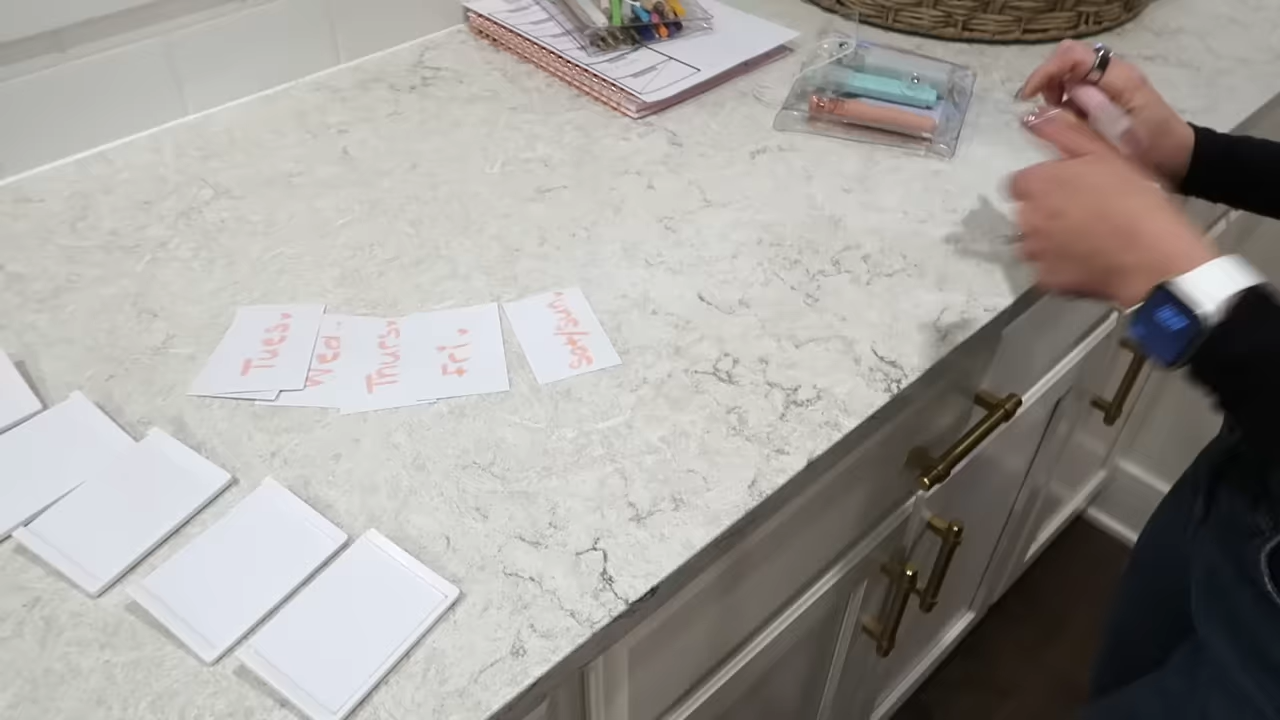 Tues♥
Wed
Thurs♥
Fri♥
sat/sun♥